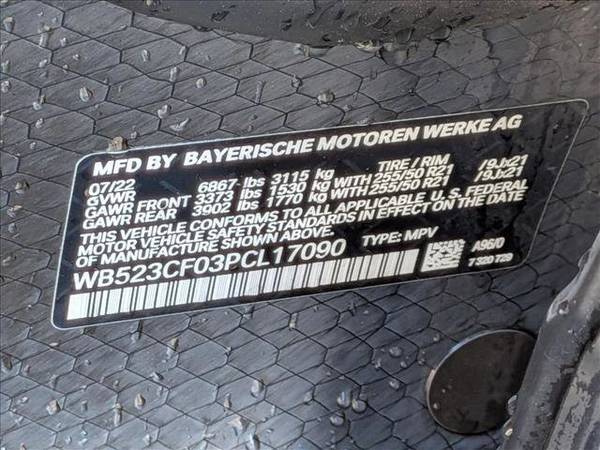 MFD BY BAYERISCHE MOTOREN WERKE AG
07/22 TIRE / RIM
GVWR 6867 lbs 3115 kg
GAWR FRONT 3373 lbs 1530 kg WITH 255/50 R21 /9Jx21
GAWR REAR 3902 lbs 1770 kg WITH 255/50 R21 /9Jx21
THIS VEHICLE CONFORMS TO ALL APPLICABLE U.S. FEDERAL
MOTOR VEHICLE SAFETY STANDARDS IN EFFECT ON THE DATE
OF MANUFACTURE SHOWN ABOVE.
WB523CF03PCL17090 TYPE: MPV
A96/0
7 320 729